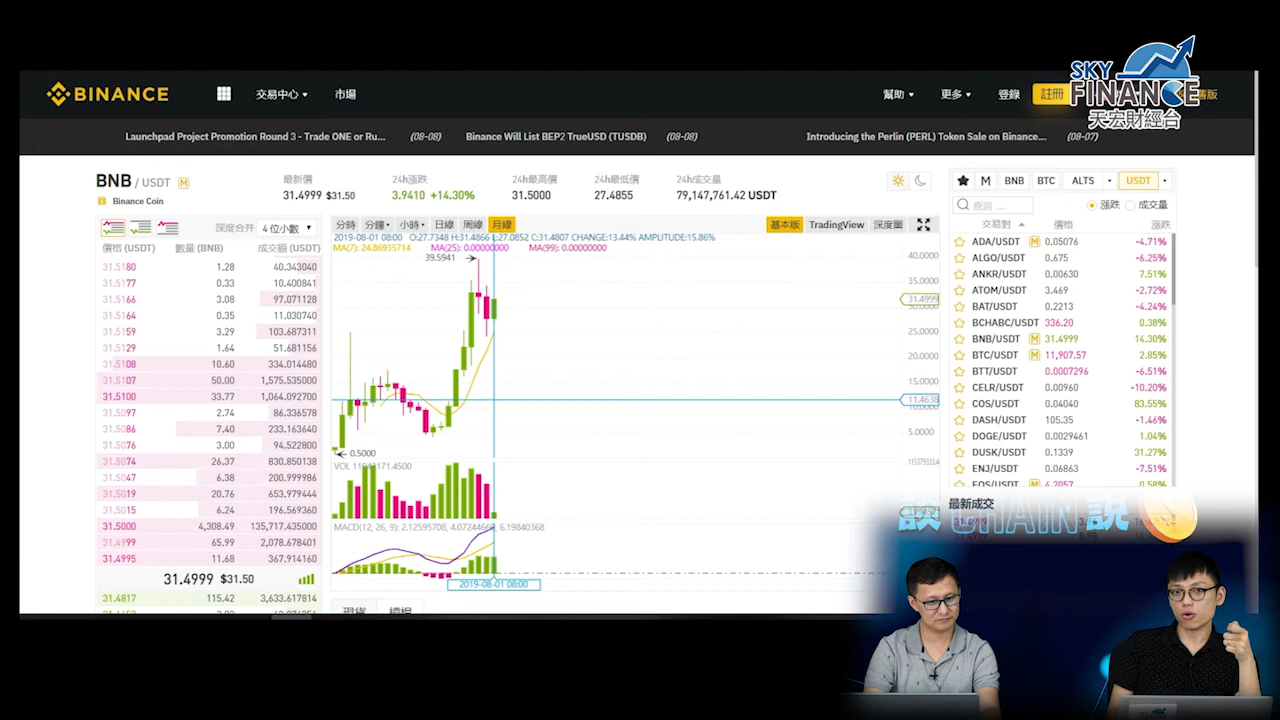 SKY
FINANCE
天宏財經台
BINANCE 交易中心 市場 幫助 更多 登錄 註冊
Launchpad Project Promotion Round 3 - Trade ONE or Ru... (08-08) Binance Will List BEP2 TrueUSD (TUSDB) (08-08) Introducing the Perlin (PERL) Token Sale on Binance... (08-07)
BNB / USDT M
Binance Coin
最新價 24h漲跌 24h最高價 24h最低價 24h成交量
31.4999 $31.50 3.9410 +14.30% 31.5000 27.4855 79,147,761.42 USDT
深度合并 4 位小數
價格 (USDT) 數量 (BNB) 成交額 (USDT)
31.5180 1.28 40.343040
31.5177 0.33 10.400841
31.5166 3.08 97.071128
31.5164 0.35 11.030740
31.5159 3.29 103.687311
31.5129 1.64 51.681156
31.5108 10.60 334.014480
31.5107 50.00 1,575.535000
31.5100 33.77 1,064.092700
31.5097 2.74 86.336578
31.5086 7.40 233.163640
31.5076 3.00 94.522800
31.5074 26.37 830.850138
31.5047 6.38 200.999986
31.5019 20.76 653.979444
31.5015 6.24 196.569360
31.5000 4,308.49 135,717.435000
31.4999 65.99 2,078.678401
31.4995 11.68 367.914160
31.4999 $31.50
31.4817 115.42 3,633.617814
分時 分鐘 小時 日線 周線 月線 基本版 TradingView 深度圖
2019-08-01 08:00 O:27.7348 H:31.4866 L:27.0852 C:31.4807 CHANGE:13.44% AMPLITUDE:15.86%
MA(7): 24.86935714 MA(25): 0.00000000 MA(99): 0.00000000
39.5941
40.0000
35.0000
31.4999
30.0000
25.0000
20.0000
15.0000
11.4638
10.0000
5.0000
0.5000
MACD(12, 26, 9): 2.12595708, 6.19840368
2019-08-01 08:00
現貨 槓桿
M BNB BTC ALTS USDT
查詢 ... 漲跌 成交量
交易對 價格 漲跌
ADA/USDT M 0.05076 -4.71%
ALGO/USDT 0.675 -6.25%
ANKR/USDT 0.00630 7.51%
ATOM/USDT 3.469 -2.72%
BAT/USDT 0.2213 -4.24%
BCHABC/USDT 336.20 0.38%
BNB/USDT M 31.4999 14.30%
BTC/USDT M 11,907.57 2.85%
BTT/USDT 0.0007296 -6.51%
CELR/USDT 0.00960 -10.20%
COS/USDT 0.04040 83.55%
DASH/USDT 105.35 -1.46%
DOGE/USDT 0.0029461 1.04%
DUSK/USDT 0.1339 31.27%
ENJ/USDT 0.06863 -7.51%
EOS/USDT M 4.2057 0.58%
最新成交
談CHAIN說